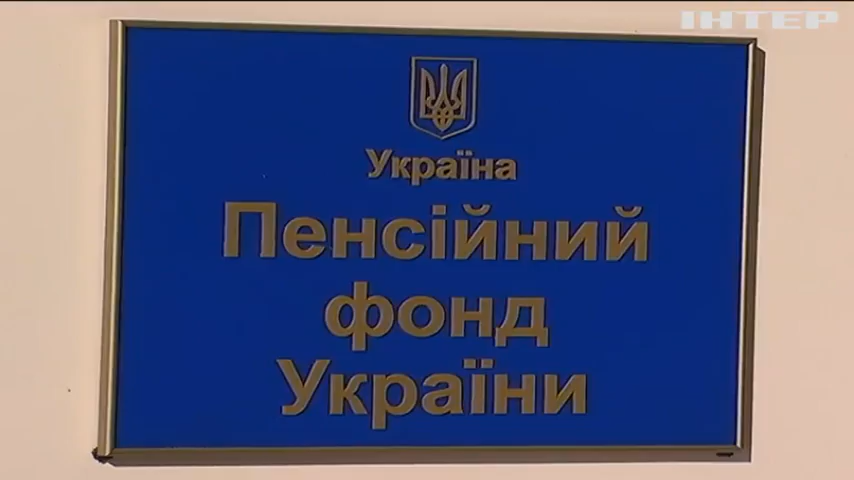 ІНТЕР
Україна
Пенсійний
фонд
України